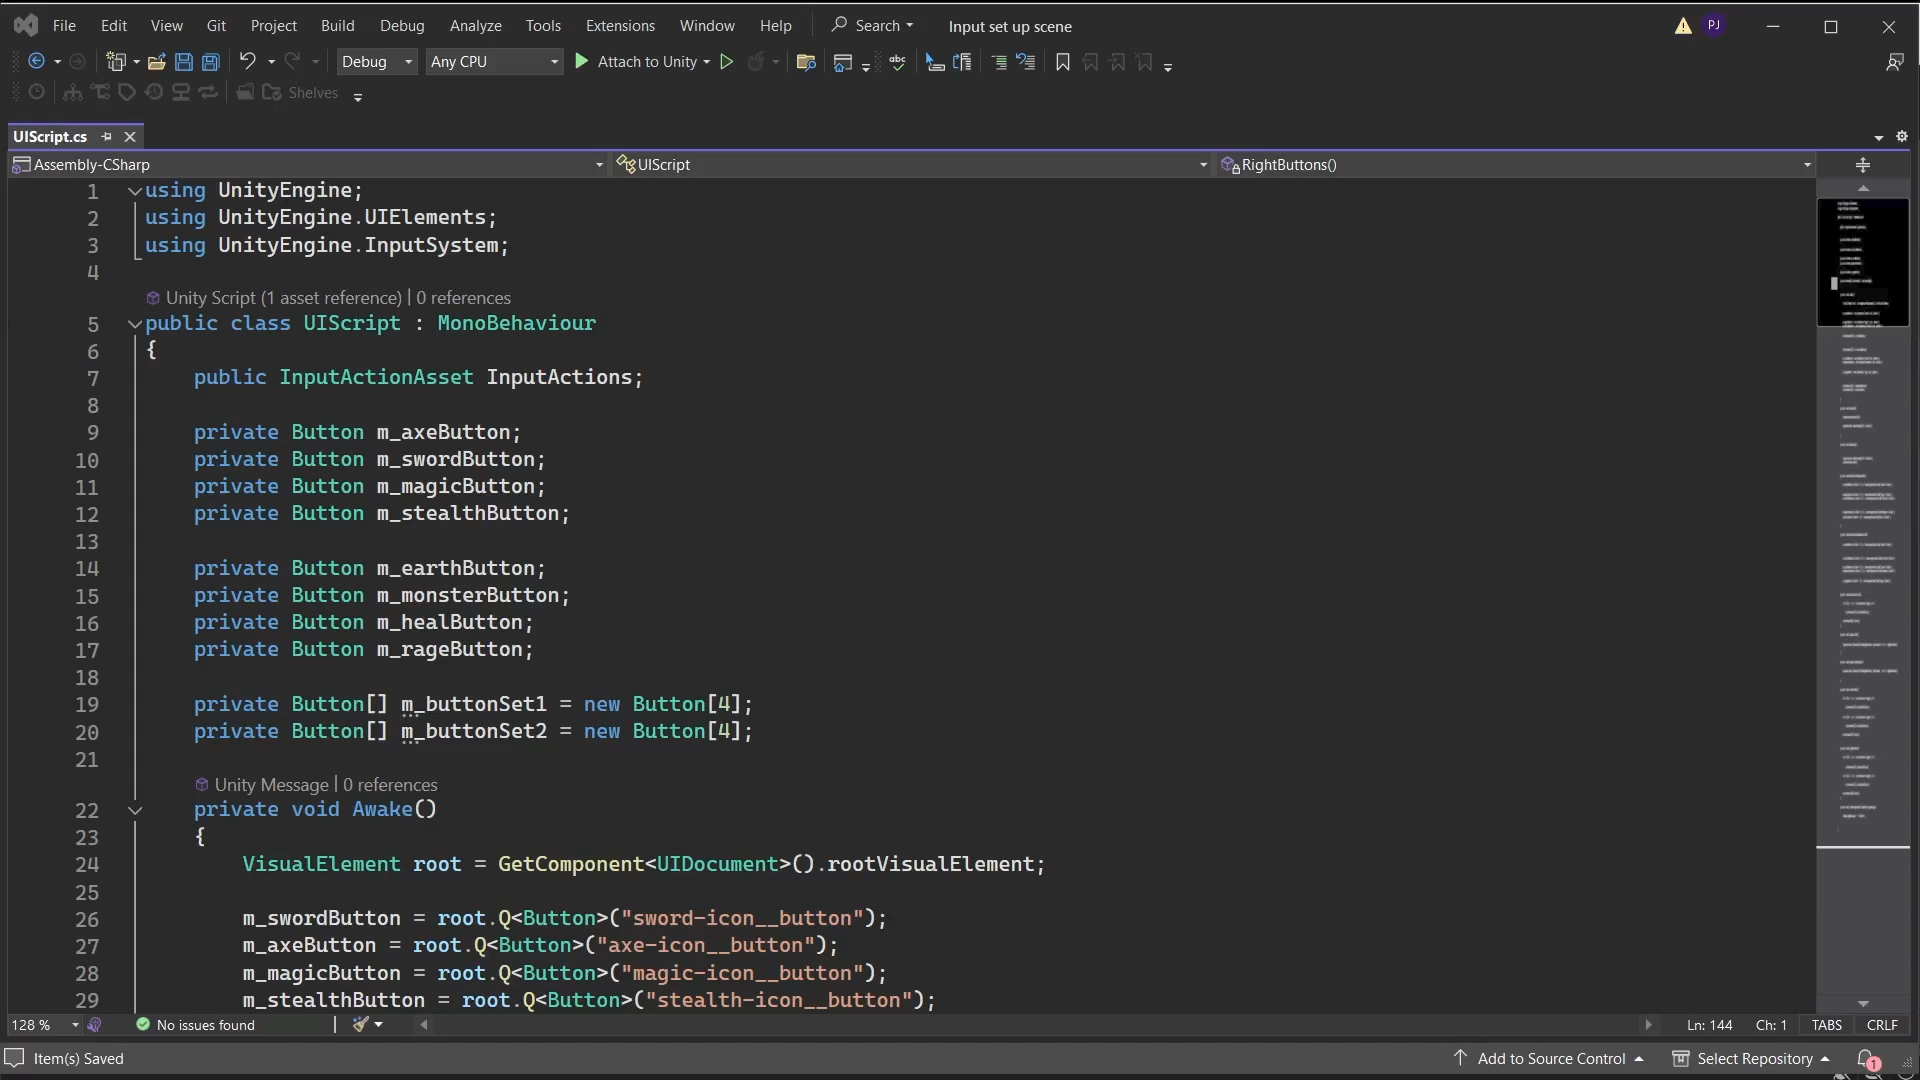 File Edit View Git Project Build Debug Analyze Tools Extensions Window Help Search Input set up scene PJ
Debug Any CPU Attach to Unity abc
Shelves
UIScript.cs
Assembly-CSharp UIScript RightButtons()
1 using UnityEngine;
2 using UnityEngine.UIElements;
3 using UnityEngine.InputSystem;
4
Unity Script (1 asset reference) | 0 references
5 public class UIScript : MonoBehaviour
6 {
7 public InputActionAsset InputActions;
8
9 private Button m_axeButton;
10 private Button m_swordButton;
11 private Button m_magicButton;
12 private Button m_stealthButton;
13
14 private Button m_earthButton;
15 private Button m_monsterButton;
16 private Button m_healButton;
17 private Button m_rageButton;
18
19 private Button[] m_buttonSet1 = new Button[4];
20 private Button[] m_buttonSet2 = new Button[4];
21
Unity Message | 0 references
22 private void Awake()
23 {
24 VisualElement root = GetComponent<UIDocument>().rootVisualElement;
25
26 m_swordButton = root.Q<Button>("sword-icon__button");
27 m_axeButton = root.Q<Button>("axe-icon__button");
28 m_magicButton = root.Q<Button>("magic-icon__button");
29 m_stealthButton = root.Q<Button>("stealth-icon__button");
128 % No issues found Ln: 144 Ch: 1 TABS CRLF
Item(s) Saved Add to Source Control Select Repository 1